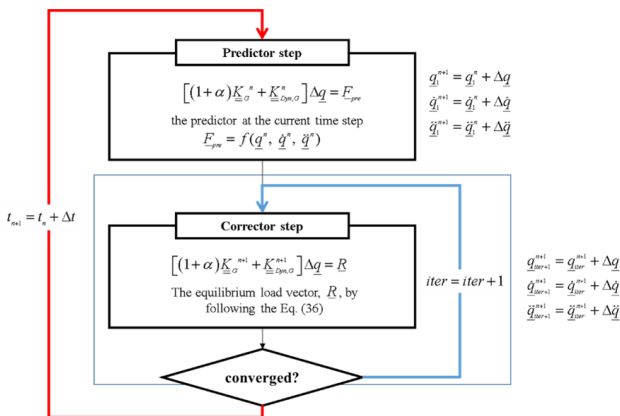 Predictor step
[(1+α)K_G^n + K_Dyn,G^n]Δq = F_pre
the predictor at the current time step
F_pre = f(q^n, q̇^n, q̈^n)
q_1^{n+1} = q_1^n + Δq
q̇_1^{n+1} = q̇_1^n + Δq̇
q̈_1^{n+1} = q̈_1^n + Δq̈
t_{n+1} = t_n + Δt
Corrector step
[(1+α)K_G^{n+1} + K_Dyn,G^{n+1}]Δq = R
The equilibrium load vector, R, by
following the Eq. (36)
iter = iter + 1
q_{iter+1}^{n+1} = q_{iter}^{n+1} + Δq
q̇_{iter+1}^{n+1} = q̇_{iter}^{n+1} + Δq̇
q̈_{iter+1}^{n+1} = q̈_{iter}^{n+1} + Δq̈
converged?